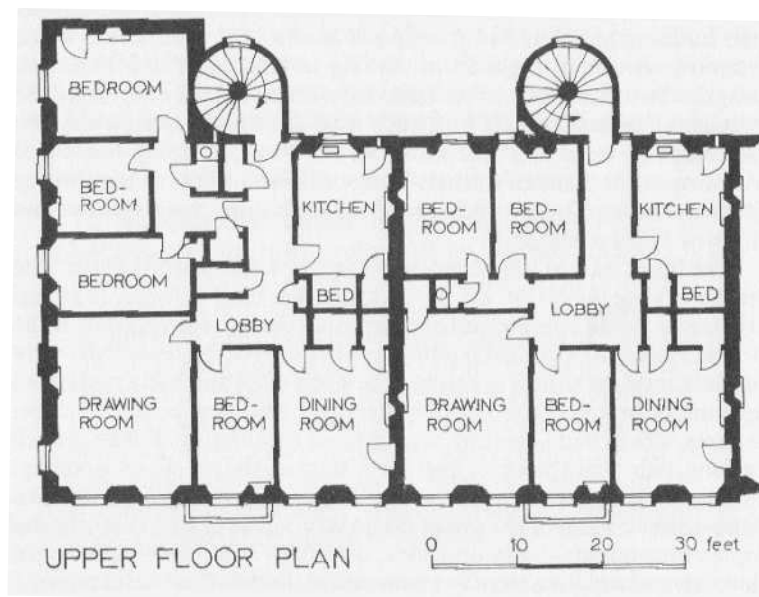 BEDROOM
BED-
ROOM
BEDROOM
KITCHEN
BED
LOBBY
DRAWING
ROOM
BED-
ROOM
DINING
ROOM
BED-
ROOM
BED-
ROOM
KITCHEN
BED
LOBBY
DRAWING
ROOM
BED-
ROOM
DINING
ROOM
UPPER FLOOR PLAN
0 10 20 30 feet